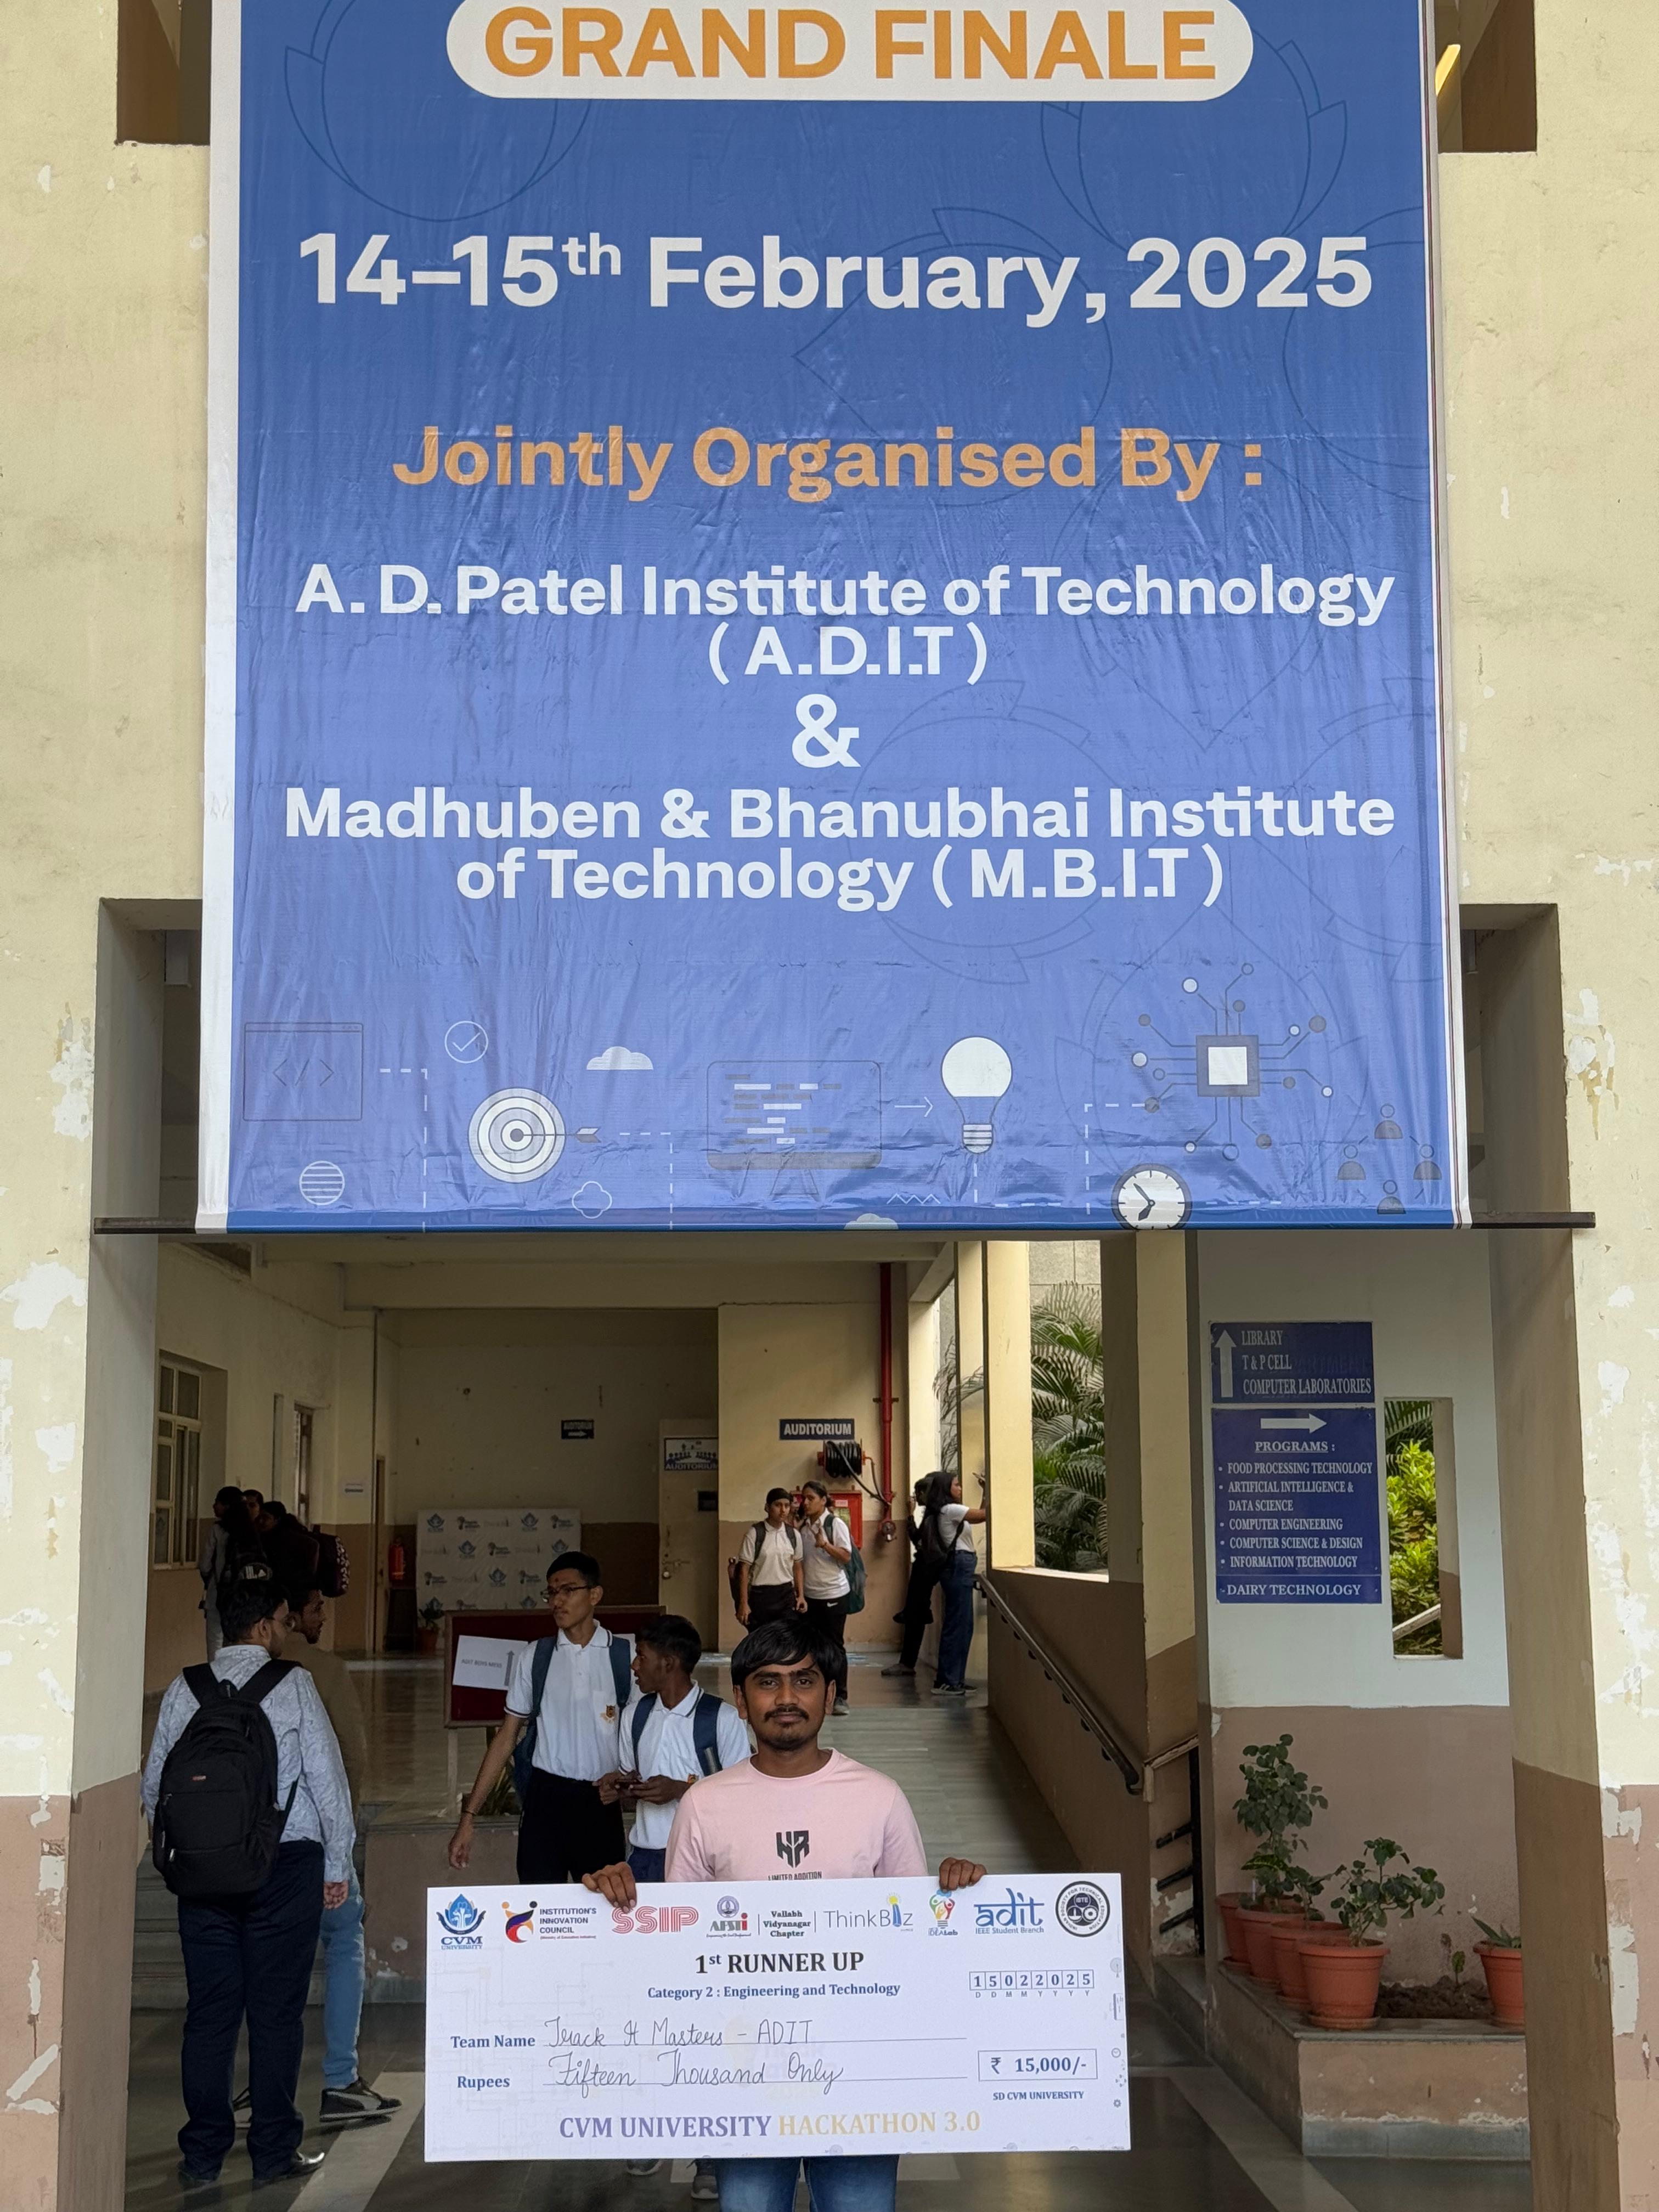 GRAND FINALE
14-15th February, 2025
Jointly Organised By :
A. D. Patel Institute of Technology
( A.D.I.T )
&
Madhuben & Bhanubhai Institute
of Technology ( M.B.I.T )
</>
LIBRARY
T & P CELL
COMPUTER LABORATORIES
PROGRAMS :
• FOOD PROCESSING TECHNOLOGY
• ARTIFICIAL INTELLIGENCE &
DATA SCIENCE
• COMPUTER ENGINEERING
• COMPUTER SCIENCE & DESIGN
• INFORMATION TECHNOLOGY
- DAIRY TECHNOLOGY
AUDITORIUM
AUDITORIUM
HR
LIMITED ADDITION
CVM
UNIVERSITY
INSTITUTION'S
INNOVATION
COUNCIL
SSIP
Vallabh
Vidyanagar
Chapter
ThinkBiz
IDEALab
adit
IEEE Student Branch
ISTE
1st RUNNER UP
Category 2 : Engineering and Technology
15022025
D D M M Y Y Y Y
Team Name Track It Masters - ADIT
Rupees Fifteen Thousand Only
₹ 15,000/-
SD CVM UNIVERSITY
CVM UNIVERSITY HACKATHON 3.0